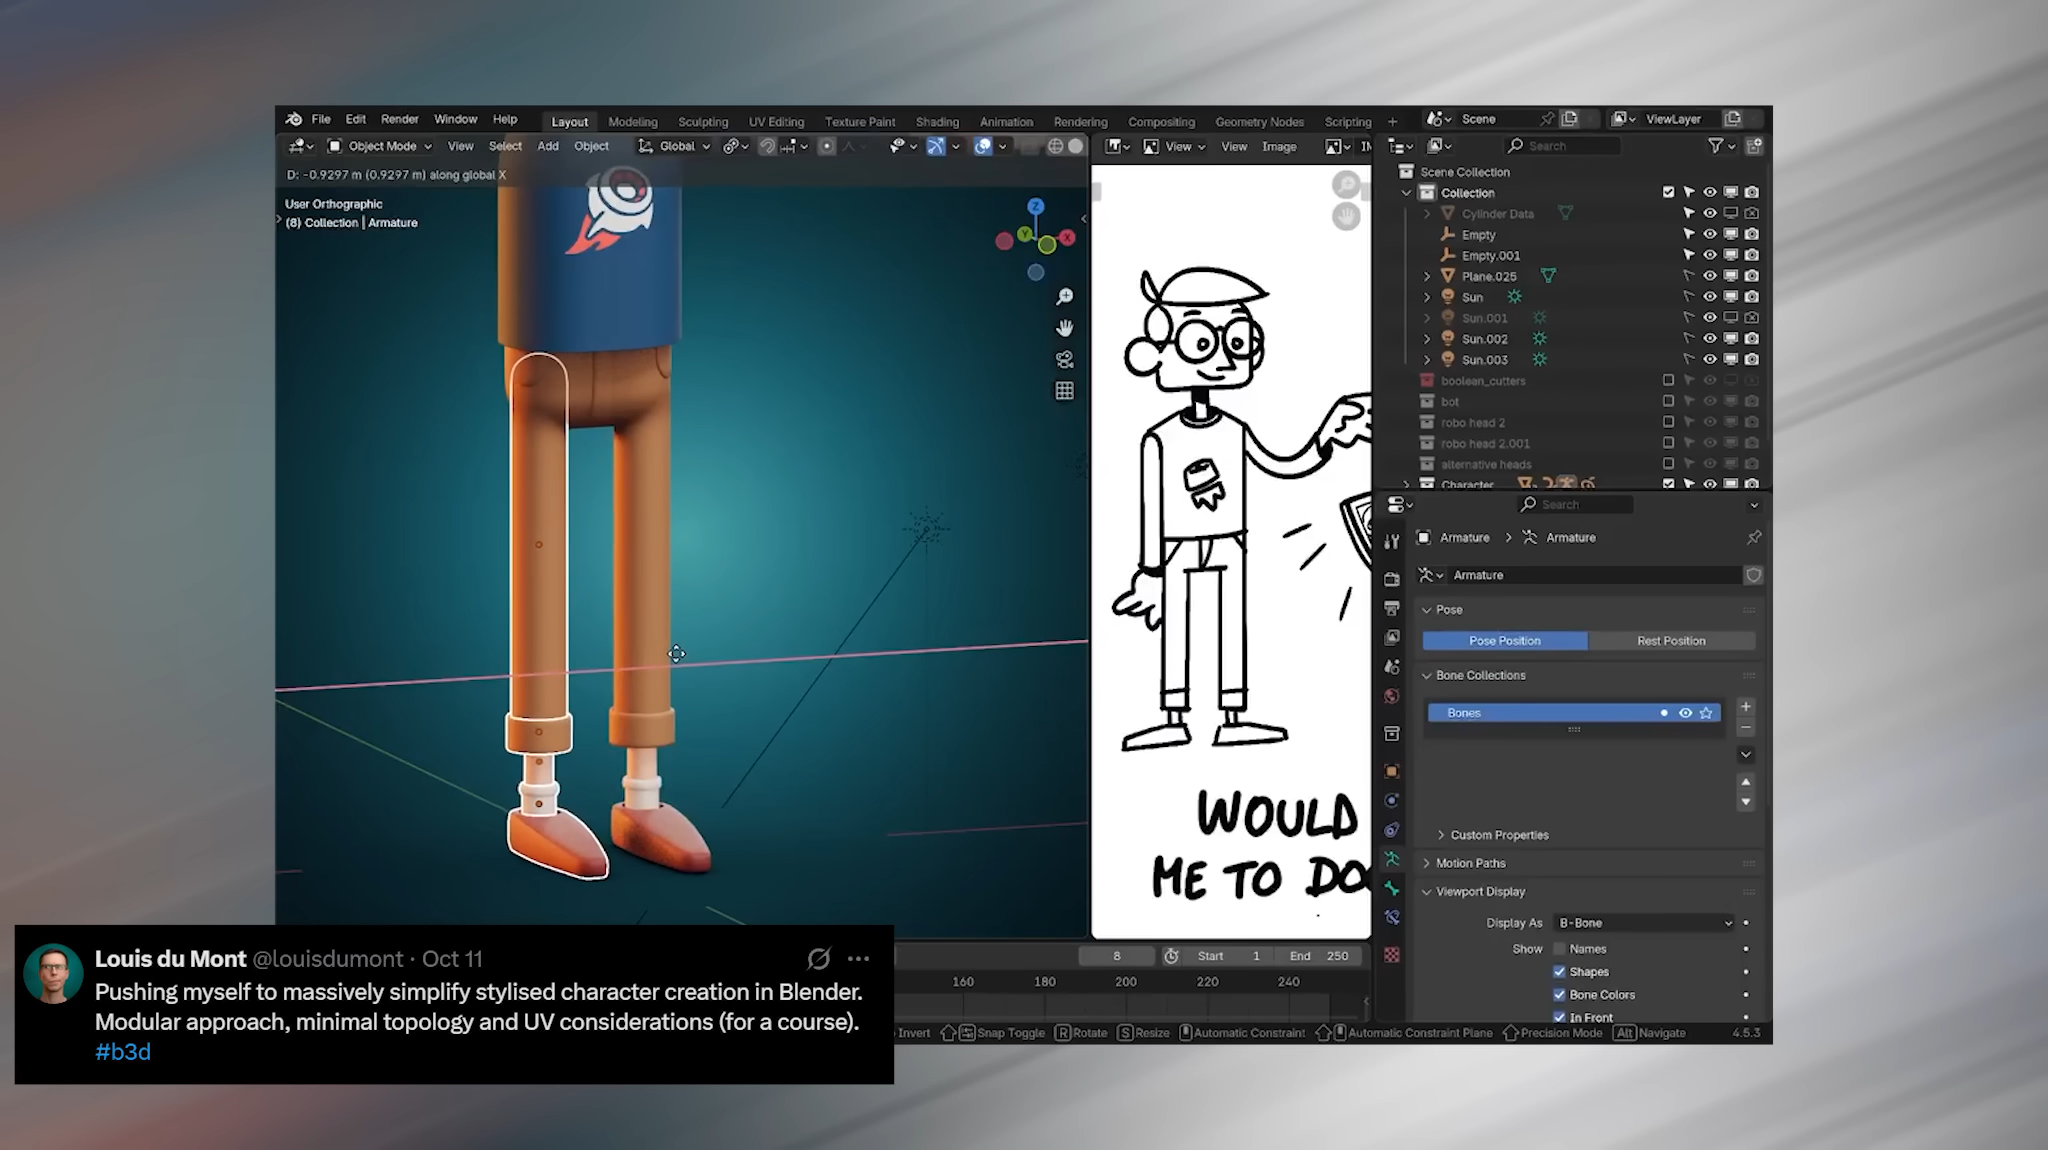 File Edit Render Window Help Layout Modeling Sculpting UV Editing Texture Paint Shading Animation Rendering Compositing Geometry Nodes Scripting + Scene ViewLayer
Object Mode View Select Add Object Global View View Image Search
D: -0.9297 m (0.9297 m) along global X
User Orthographic
(8) Collection | Armature
Z
Y
X
WOULD
ME TO
Scene Collection
Collection
Cylinder Data
Empty
Empty.001
Plane.025
Sun
Sun.001
Sun.002
Sun.003
boolean_cutters
bot
robo head 2
robo head 2.001
alternative heads
Character
Search
Armature > Armature
Armature
Pose
Pose Position Rest Position
Bone Collections
Bones
Custom Properties
Motion Paths
Viewport Display
Display As B-Bone
Show Names
Shapes
Bone Colors
In Front
8 Start 1 End 250
160 180 200 220 240
Invert Snap Toggle R Rotate S Resize Automatic Constraint Automatic Constraint Plane Precision Mode Alt Navigate 4.5.3
Louis du Mont @louisdumont · Oct 11
Pushing myself to massively simplify stylised character creation in Blender.
Modular approach, minimal topology and UV considerations (for a course).
#b3d